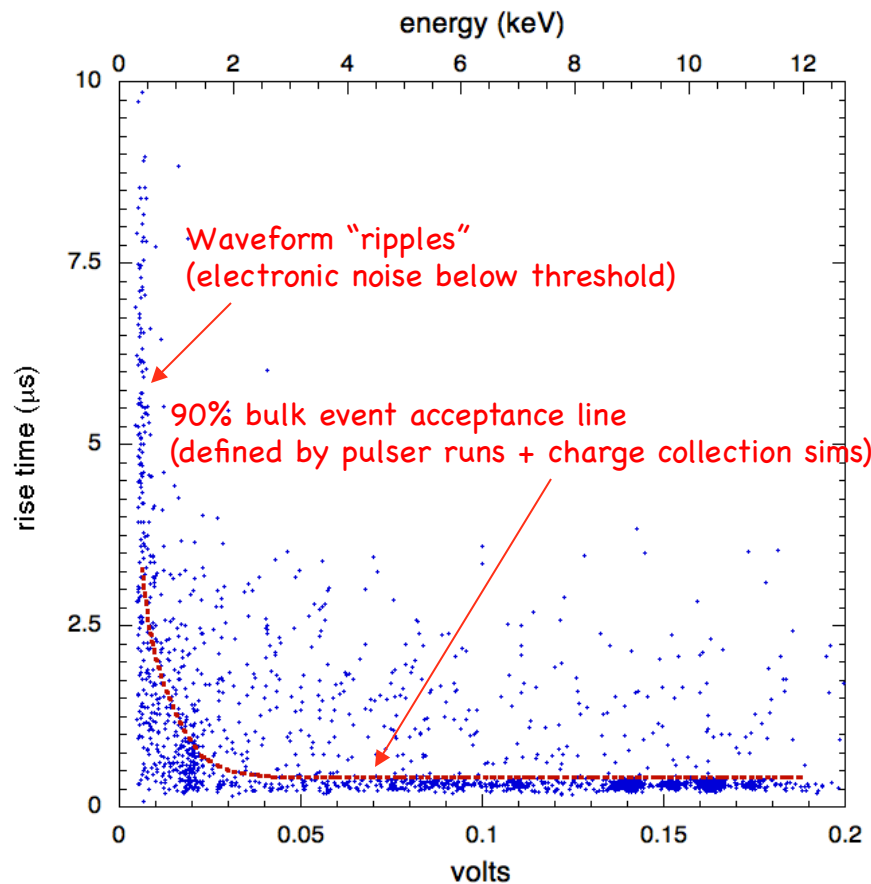 energy (keV)
0 2 4 6 8 10 12
10
Waveform “ripples”
(electronic noise below threshold)
7.5
90% bulk event acceptance line
(defined by pulser runs + charge collection sims)
5
rise time (μs)
2.5
0
0 0.05 0.1 0.15 0.2
volts